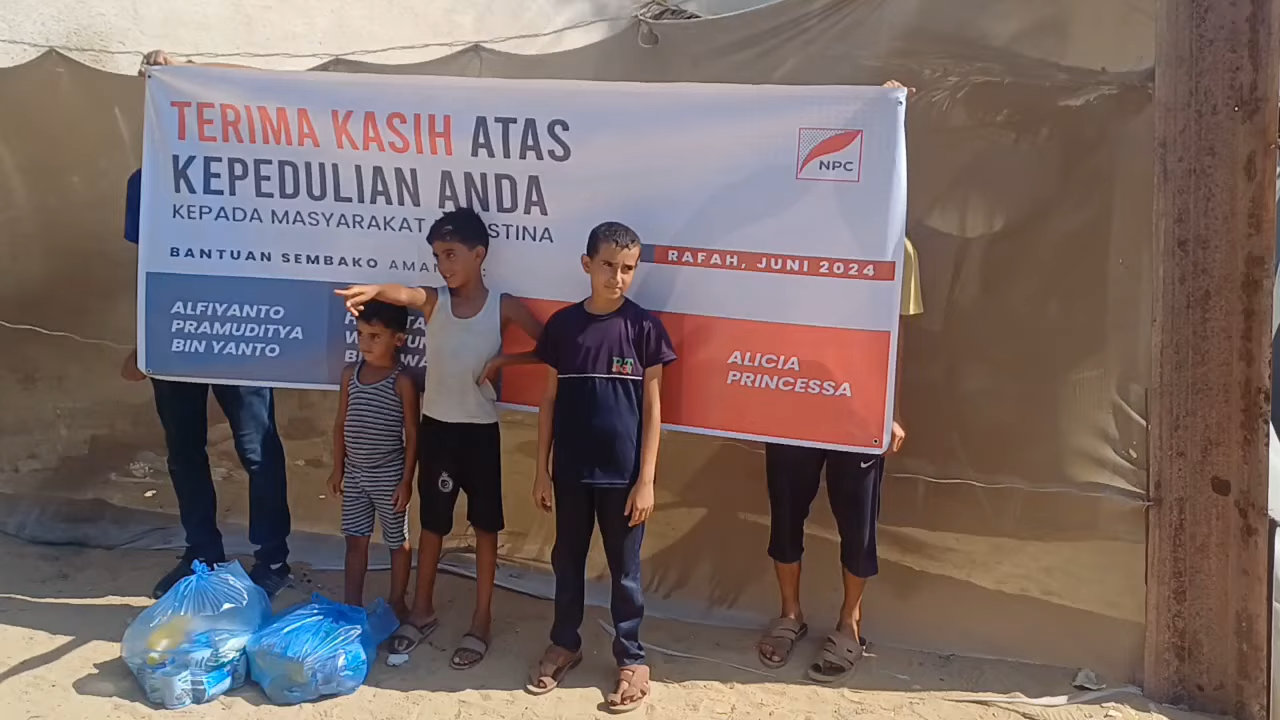 TERIMA KASIH ATAS
KEPEDULIAN ANDA
KEPADA MASYARAKAT
BANTUAN SEMBAKO
NPC
RAFAH, JUNI 2024
ALFIYANTO
PRAMUDITYA
BIN YANTO
ALICIA
PRINCESSA